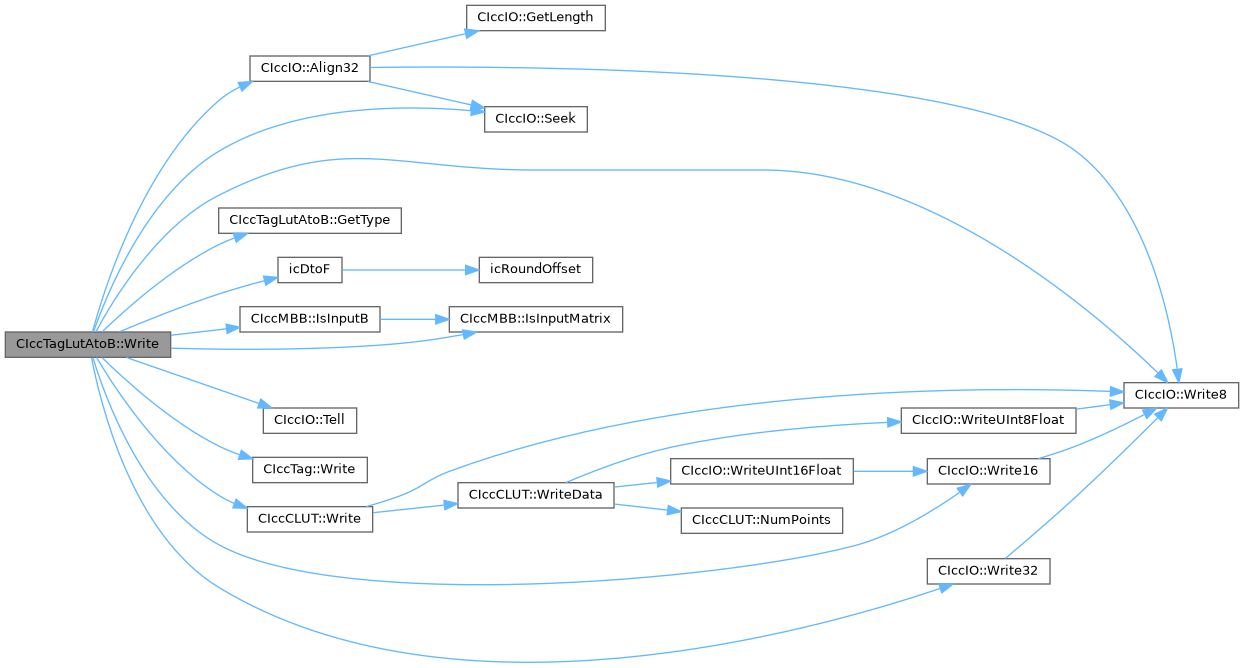 CIccIO::GetLength
CIccIO::Align32
CIccIO::Seek
CIccTagLutAtoB::GetType
icDtoF
icRoundOffset
CIccMBB::IsInputB
CIccMBB::IsInputMatrix
CIccTagLutAtoB::Write
CIccIO::Write8
CIccIO::Tell
CIccIO::WriteUInt8Float
CIccTag::Write
CIccIO::WriteUInt16Float
CIccIO::Write16
CIccCLUT::WriteData
CIccCLUT::Write
CIccCLUT::NumPoints
CIccIO::Write32